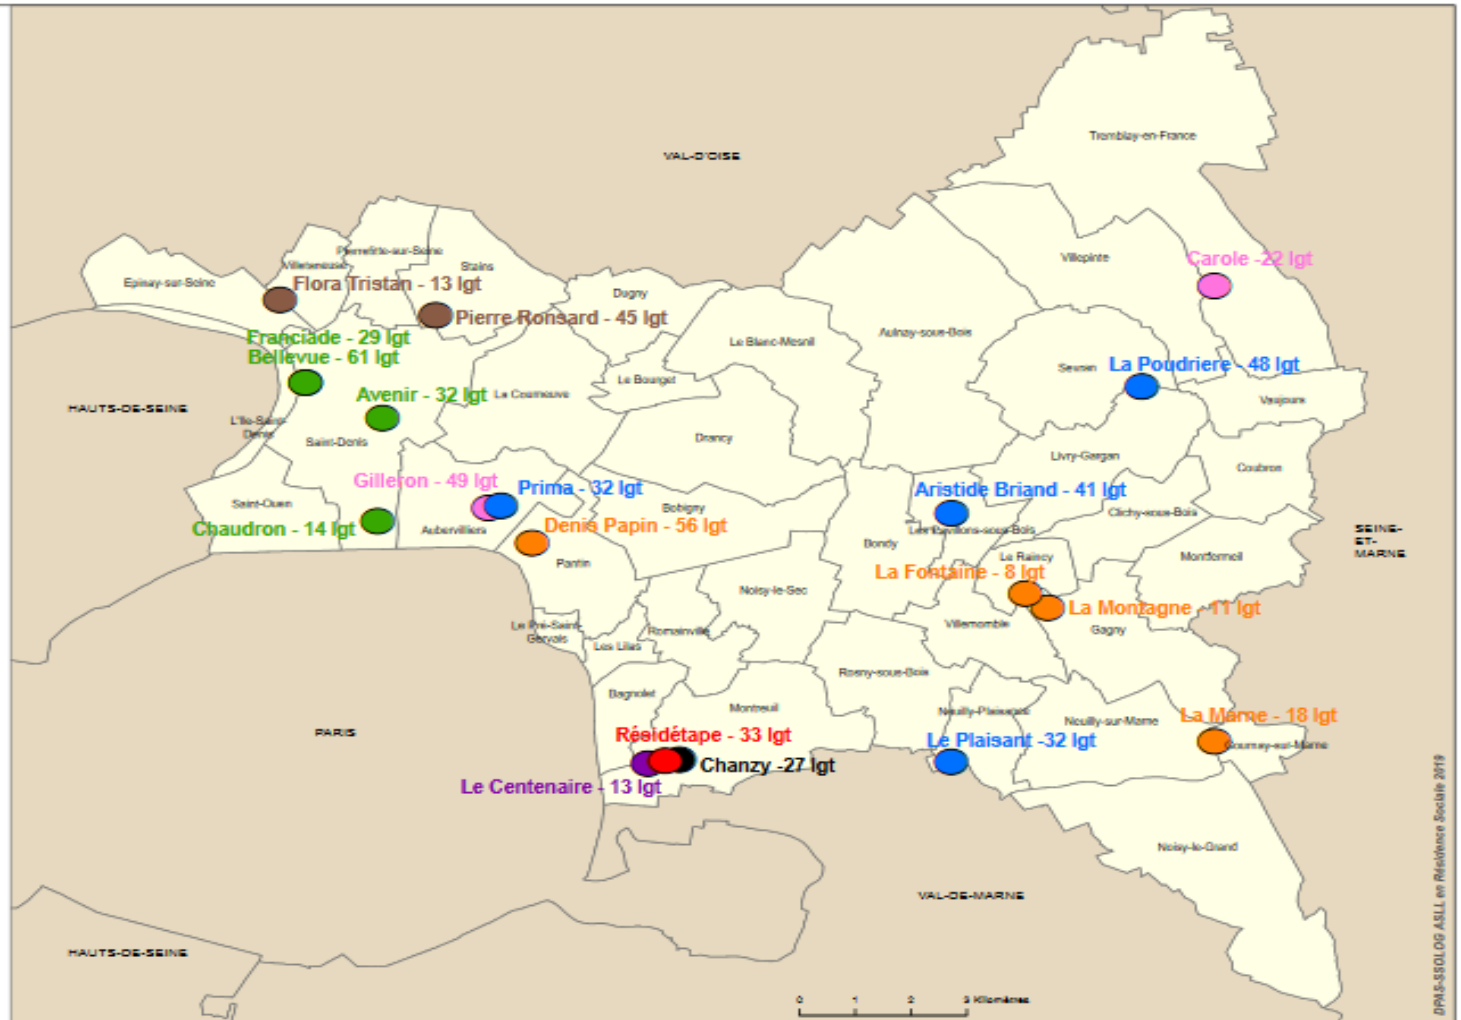 Tremblay-en-France
VAL-D'OISE
Pierrefitte-sur-Seine
Villetaneuse
Stains
Epinay-sur-Seine
Flora Tristan - 13 lgt
Dugny
Villepinte
Carole -22 lgt
Pierre Ronsard - 45 lgt
Franciade - 29 lgt
Bellevue - 61 lgt
Le Blanc-Mesnil
Aulnay-sous-Bois
Sevran
La Poudriere - 48 lgt
Le Bourget
Avenir - 32 lgt
La Courneuve
HAUTS-DE-SEINE
Vaujours
L'Ile-Saint-
Denis
Saint-Denis
Drancy
Livry-Gargan
Coubron
Gilleron - 49 lgt
Prima - 32 lgt
Aristide Briand - 41 lgt
Saint-Ouen
Bobigny
Clichy-sous-Bois
Chaudron - 14 lgt
Aubervilliers
Denis Papin - 56 lgt
Les Pavillons-sous-Bois
Bondy
SEINE-
ET-
MARNE
Le Raincy
Montfermeil
Pantin
La Fontaine - 8 lgt
Noisy-le-Sec
La Montagne - 11 lgt
Le Pré-Saint-
Gervais
Romainville
Villemomble
Gagny
Les Lilas
Rosny-sous-Bois
Bagnolet
Montreuil
Neuilly-Plaisance
Neuilly-sur-Marne
La Marne - 18 lgt
Gournay-sur-Marne
PARIS
Résidétape - 33 lgt
Le Plaisant -32 lgt
Chanzy -27 lgt
Le Centenaire - 13 lgt
Noisy-le-Grand
VAL-DE-MARNE
HAUTS-DE-SEINE
0 1 2 3 Kilomètres
DPAS-SSOLOG ASLL en Résidence Sociale 2019